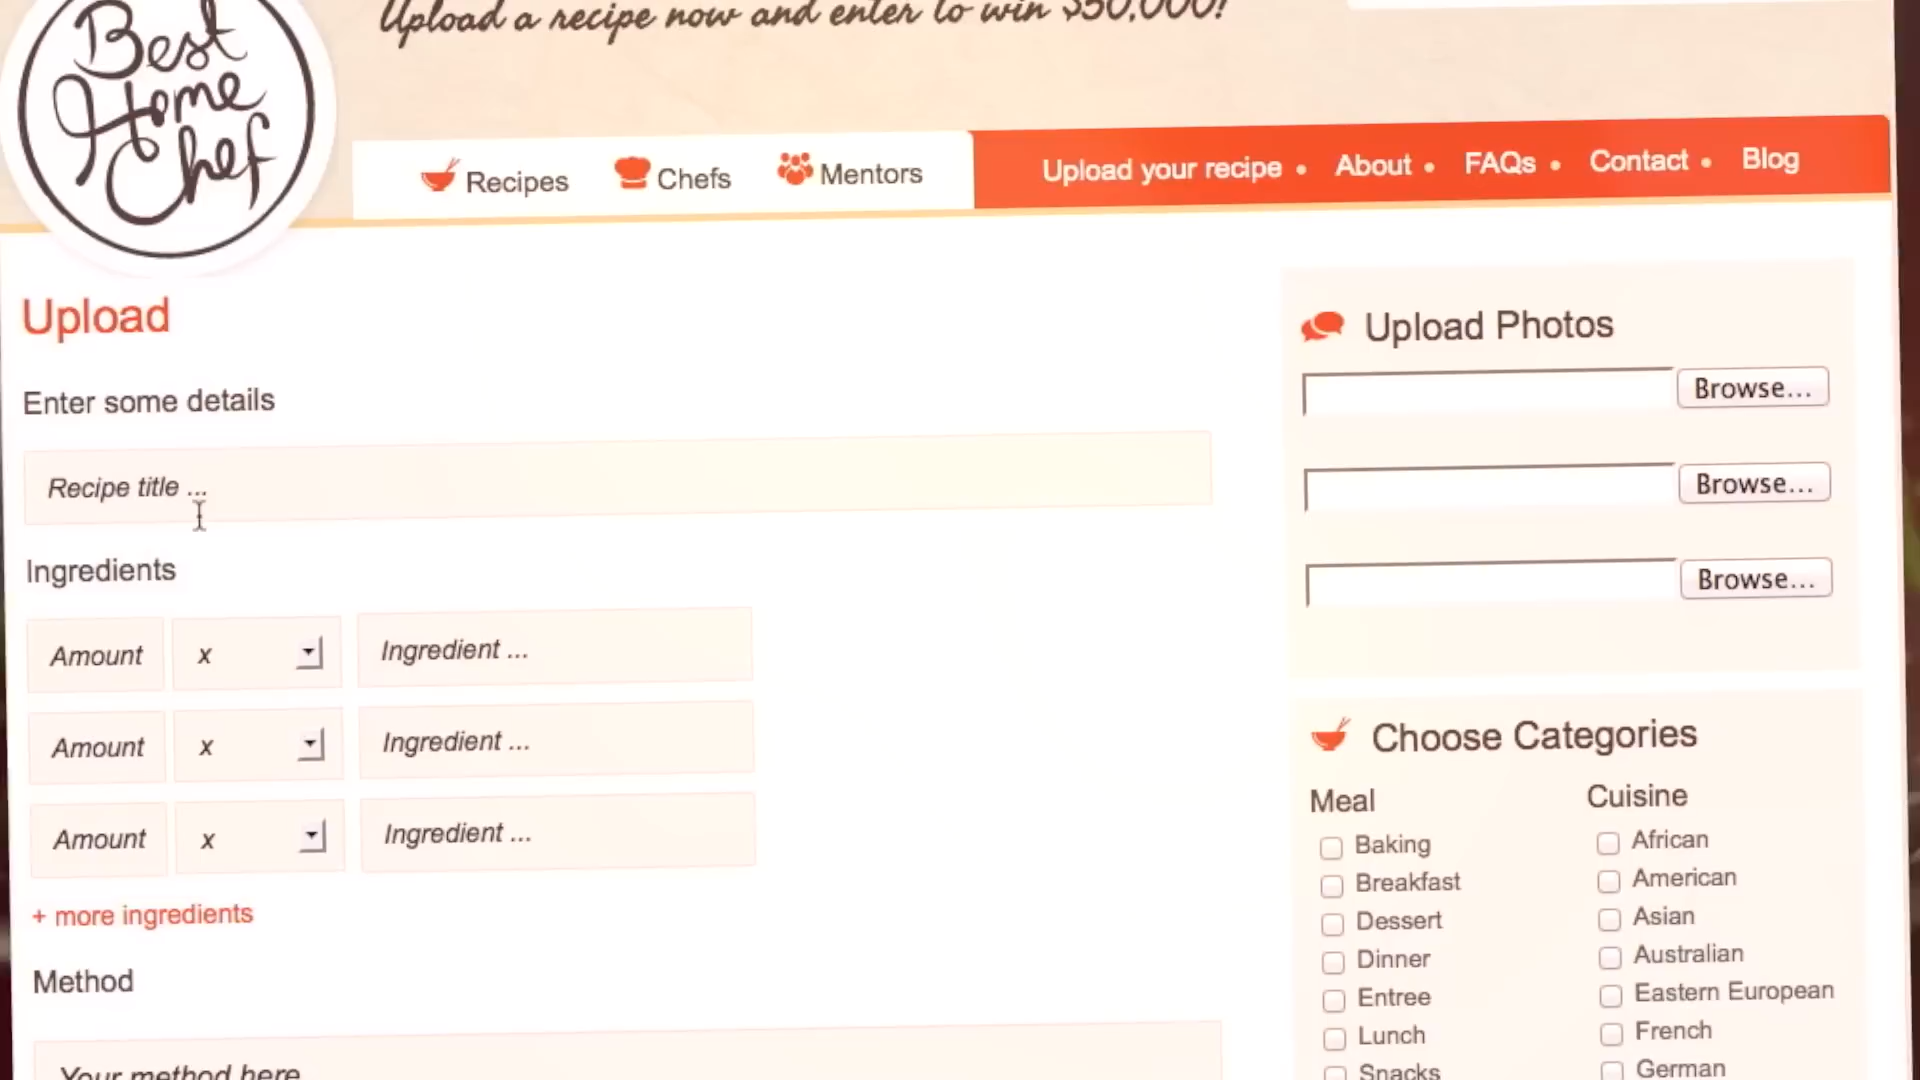 Best
Home
Chef
Upload a recipe now and enter to win $50,000!
Recipes
Chefs
Mentors
Upload your recipe • About • FAQs • Contact • Blog
Upload
Enter some details
Recipe title ...
Ingredients
Amount x Ingredient ...
Amount x Ingredient ...
Amount x Ingredient ...
+ more ingredients
Method
Your method here
Upload Photos
Browse...
Browse...
Browse...
Choose Categories
Meal
Baking
Breakfast
Dessert
Dinner
Entree
Lunch
Snacks
Cuisine
African
American
Asian
Australian
Eastern European
French
German